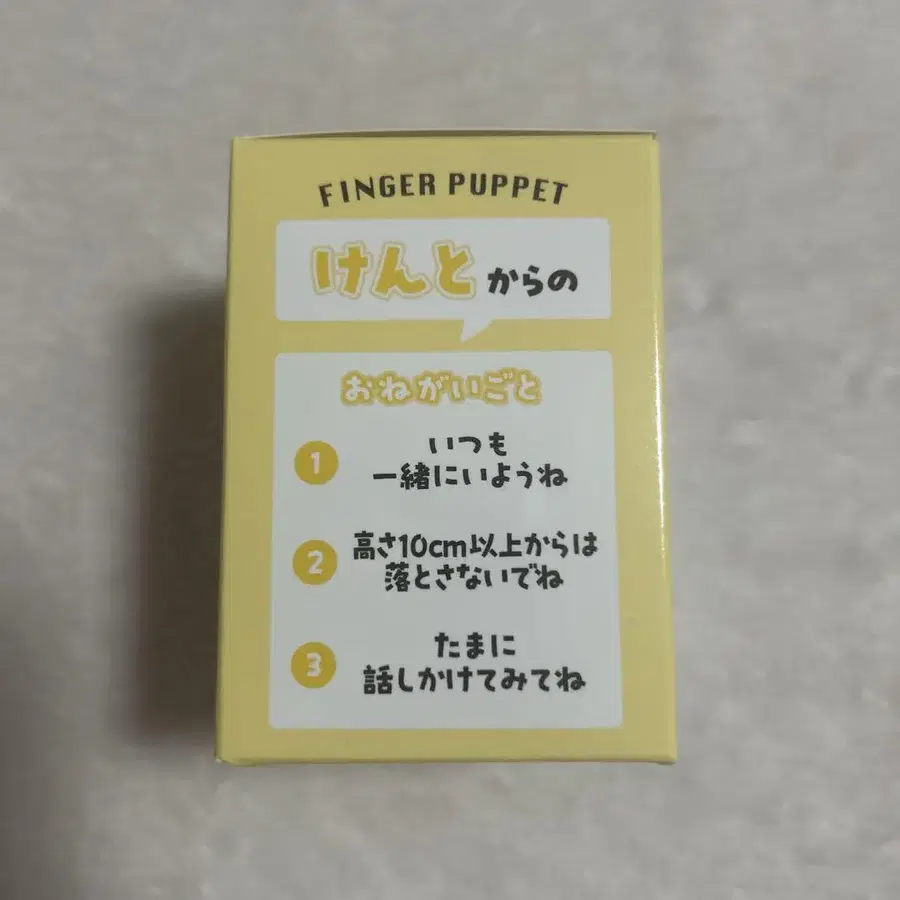 FINGER PUPPET
けんとからの
おねがいごと
1 いつも
一緒にいようね
2 高さ10cm以上からは
落とさないでね
3 たまに
話しかけてみてね